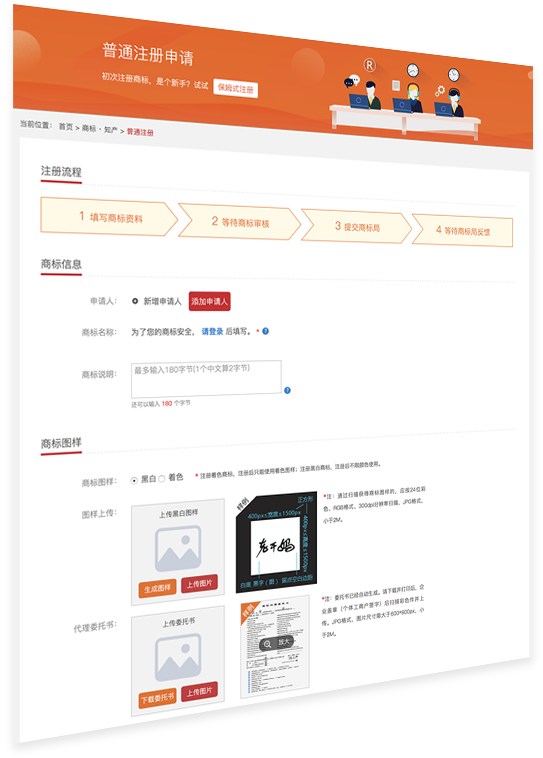 普通注册申请
初次注册商标，是个新手？试试 保姆式注册
®
当前位置： 首页 > 商标 · 知产 > 普通注册
注册流程
1 填写商标资料
2 等待商标审核
3 提交商标局
4 等待商标局反馈
商标信息
申请人： 新增申请人 添加申请人
商标名称： 为了您的商标安全，请登录 后填写。 * ?
商标说明： 最多输入180字节(1个中文算2字节)
?
还可以输入 180 个字节
商标图样
商标图样： 黑白 着色 * 注册着色商标，注册后只能使用着色图样；注册黑白商标，注册后不限颜色使用。
图样上传：
上传黑白图样
生成图样 上传图片
样例
正方形
400px≤宽度≤1500px
400px≤高度≤1500px
老干妈
白底 黑字（图） 留点空白边距
*注：通过扫描获得商标图样的，应按24位彩
色、RGB格式、300dpi分辨率扫描、JPG格式，
小于2M。
代理委托书：
上传委托书
下载委托书 上传图片
样例
放大
*注：委托书已经自动生成，请下载并打印后，立
业盖章（个体工商户签字）后扫描彩色件并上
传。JPG格式，图片尺寸需大于600*800px，小
于2M。